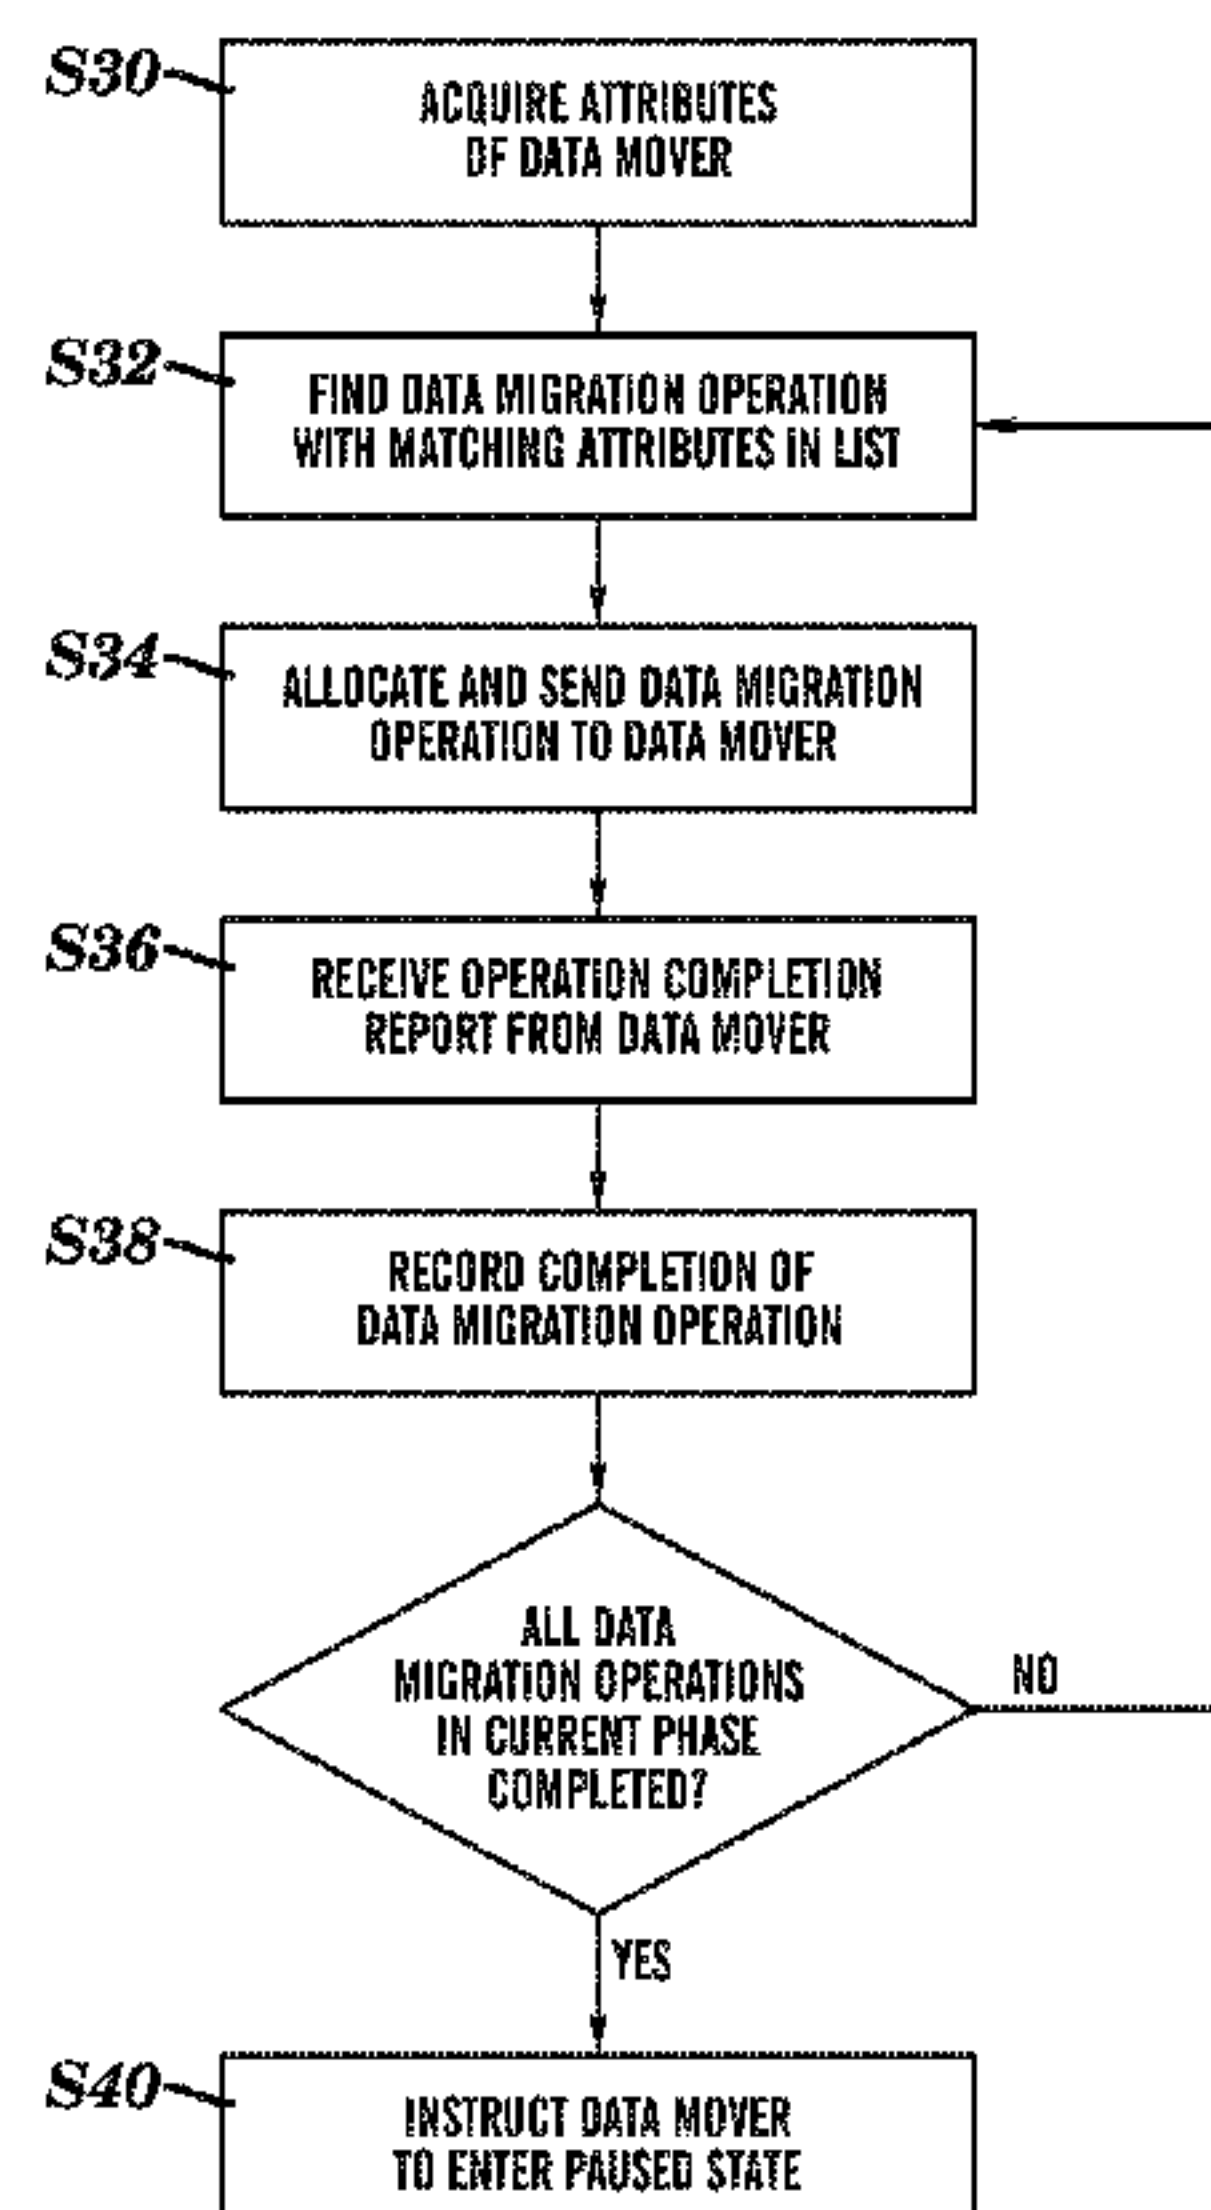 S30
ACQUIRE ATTRIBUTES
OF DATA MOVER
S32
FIND DATA MIGRATION OPERATION
WITH MATCHING ATTRIBUTES IN LIST
S34
ALLOCATE AND SEND DATA MIGRATION
OPERATION TO DATA MOVER
S36
RECEIVE OPERATION COMPLETION
REPORT FROM DATA MOVER
S38
RECORD COMPLETION OF
DATA MIGRATION OPERATION
ALL DATA
MIGRATION OPERATIONS
IN CURRENT PHASE
COMPLETED?
NO
YES
S40
INSTRUCT DATA MOVER
TO ENTER PAUSED STATE